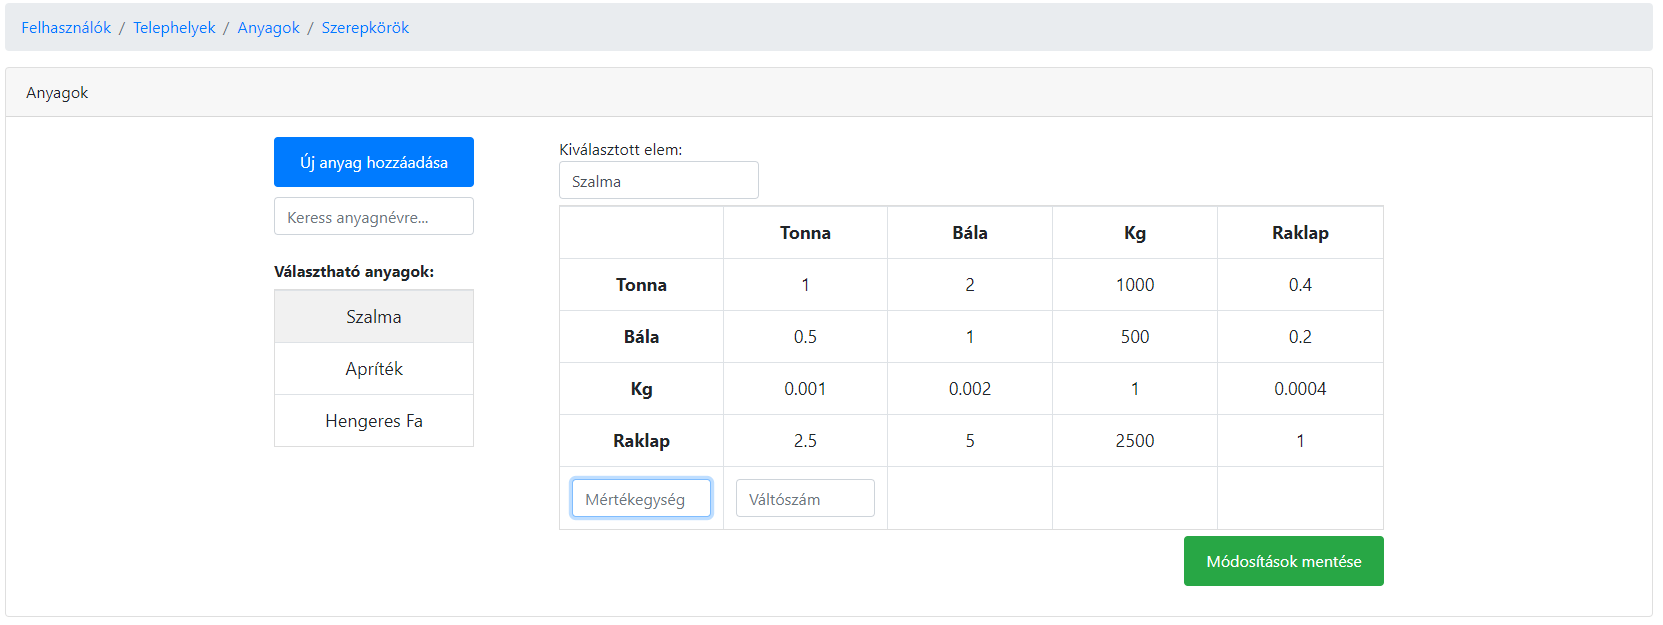 Felhasználók / Telephelyek / Anyagok / Szerepkörök
Anyagok
Új anyag hozzáadása
Keress anyagnévre...
Választható anyagok:
Szalma
Apríték
Hengeres Fa
Kiválasztott elem:
Szalma
Tonna Bála Kg Raklap
Tonna 1 2 1000 0.4
Bála 0.5 1 500 0.2
Kg 0.001 0.002 1 0.0004
Raklap 2.5 5 2500 1
Mértékegység Váltószám
Módosítások mentése